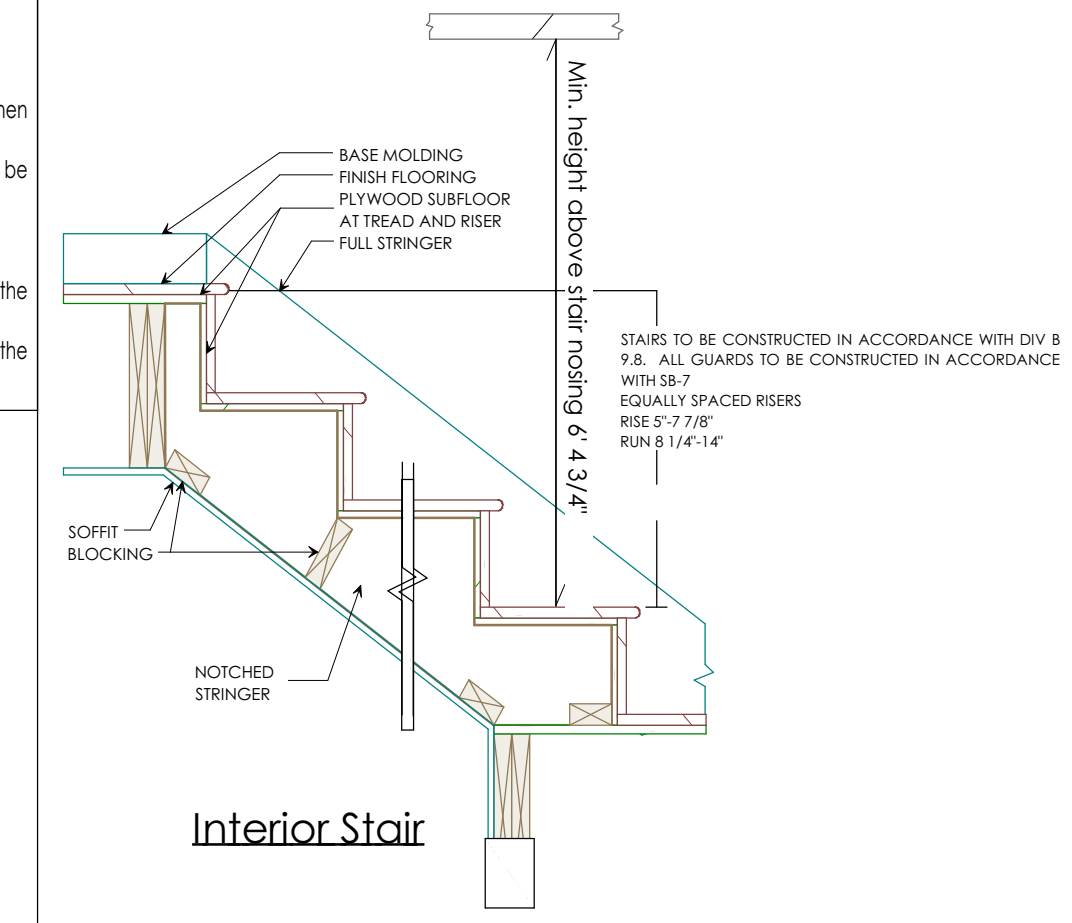 hen
be
the
the
Min. height above stair nosing 6' 4 3/4"
BASE MOLDING
FINISH FLOORING
PLYWOOD SUBFLOOR
AT TREAD AND RISER
FULL STRINGER
STAIRS TO BE CONSTRUCTED IN ACCORDANCE WITH DIV B
9.8. ALL GUARDS TO BE CONSTRUCTED IN ACCORDANCE
WITH SB-7
EQUALLY SPACED RISERS
RISE 5"-7 7/8"
RUN 8 1/4"-14"
SOFFIT
BLOCKING
NOTCHED
STRINGER
Interior Stair